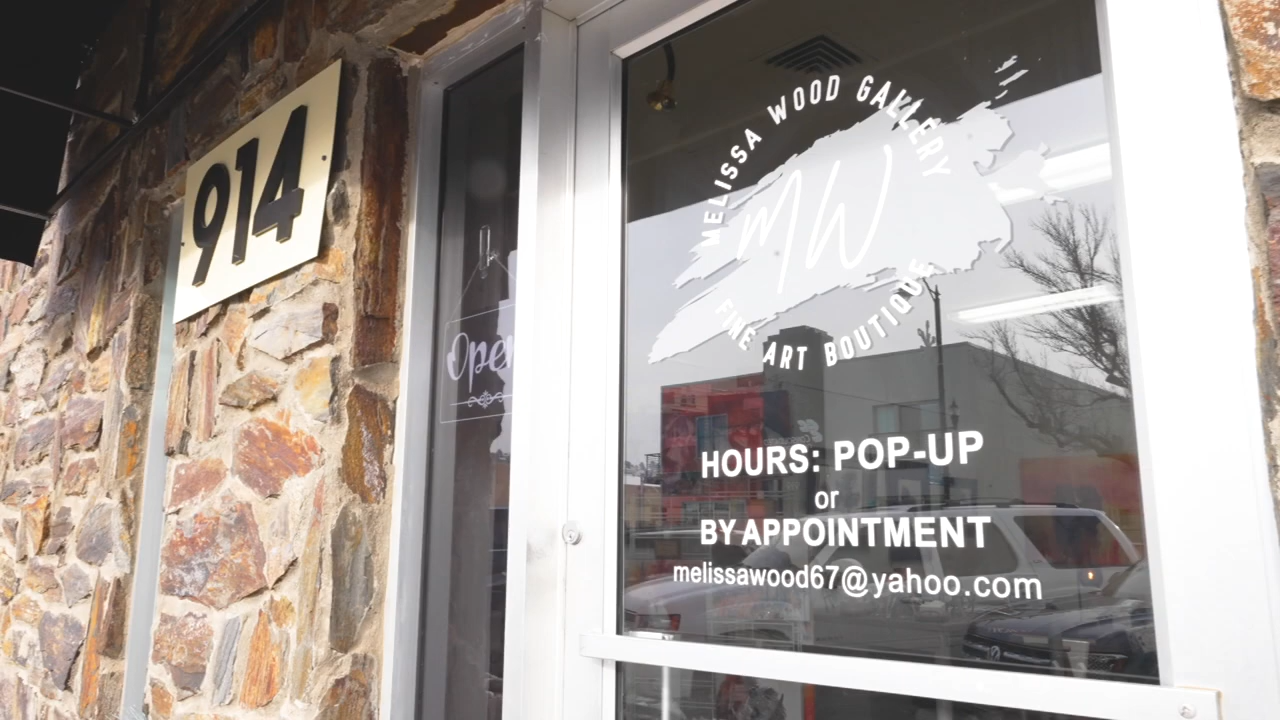 914
Open
MELISSA WOOD GALLERY
MW
FINE ART BOUTIQUE
HOURS: POP-UP
or
BY APPOINTMENT
melissawood67@yahoo.com